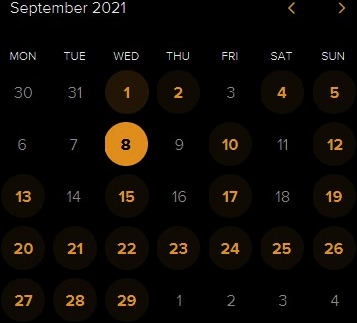 September 2021
MON TUE WED THU FRI SAT SUN
30 31 1 2 3 4 5
6 7 8 9 10 11 12
13 14 15 16 17 18 19
20 21 22 23 24 25 26
27 28 29 1 2 3 4